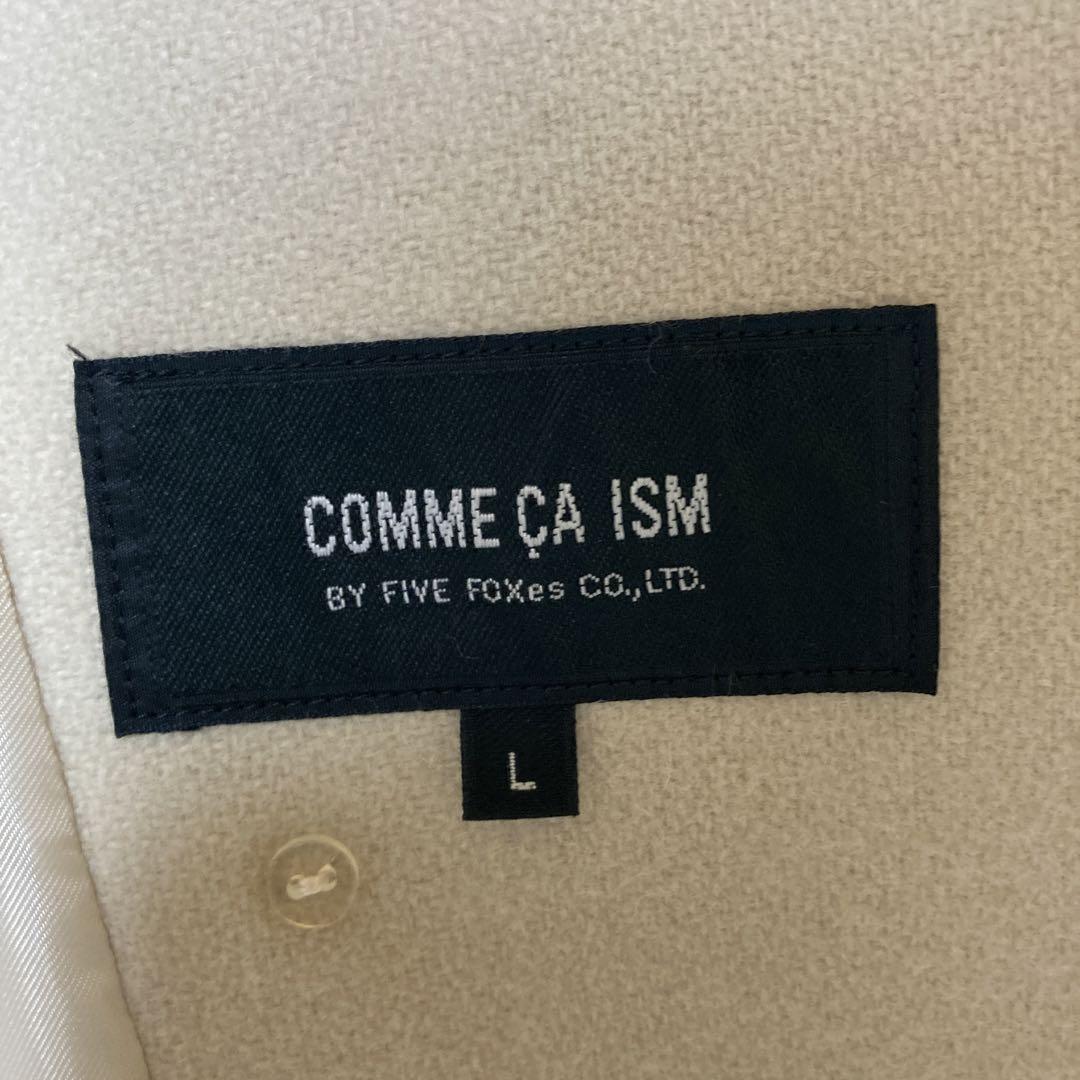 COMME ÇA ISM
BY FIVE FOXes CO.,LTD.
L